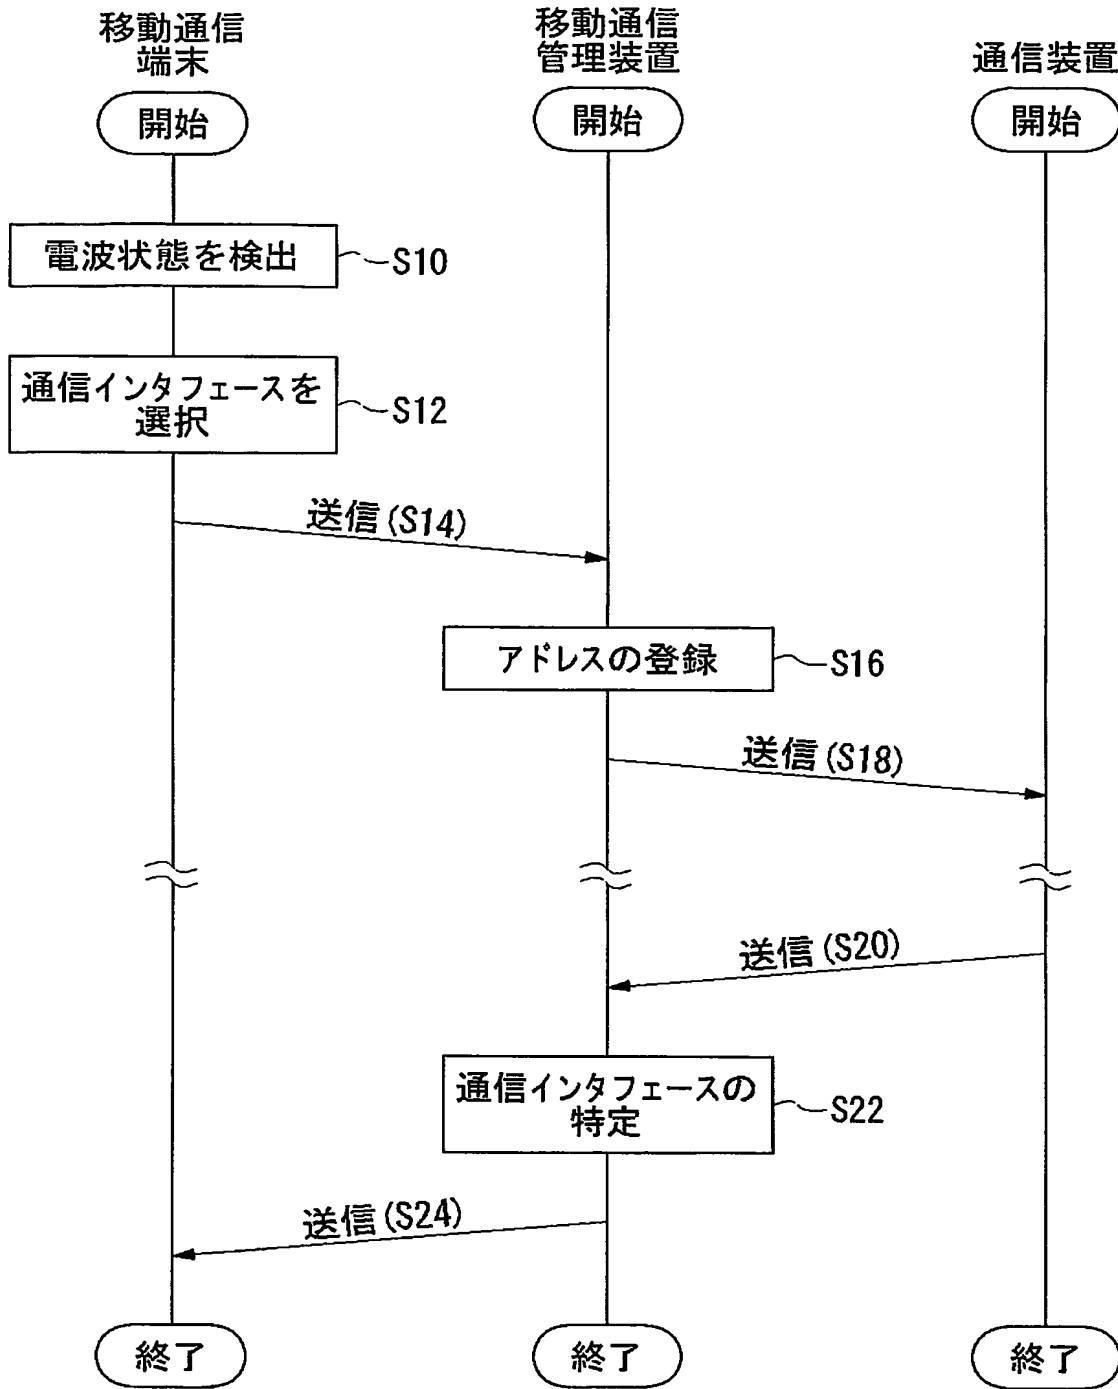 移動通信
端末
移動通信
管理装置
通信装置
開始
開始
開始
電波状態を検出
S10
通信インタフェースを
選択
S12
送信(S14)
アドレスの登録
S16
送信(S18)
送信(S20)
通信インタフェースの
特定
S22
送信(S24)
終了
終了
終了